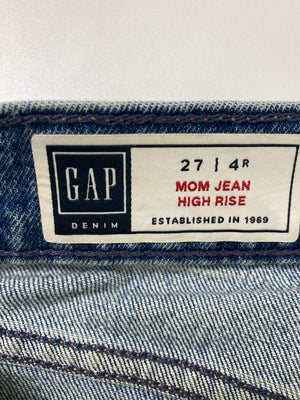 GAP
DENIM
27 | 4R
MOM JEAN
HIGH RISE
ESTABLISHED IN 1969